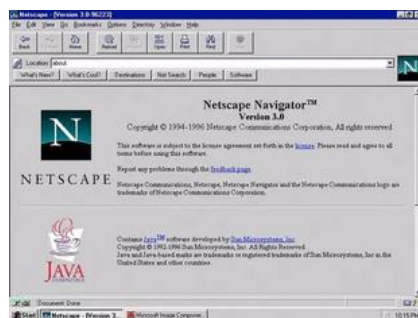 Netscape - [Version 3.0-96223]
File Edit View Go Bookmarks Options Directory Window Help
Back Home Reload Open Print Find
Location: about:
What's New? What's Cool? Destinations Net Search People Software
N
Netscape Navigator™
Version 3.0
Copyright © 1994-1996 Netscape Communications Corporation, All rights reserved.
N
This software is subject to the license agreement set forth in the license. Please read and agree to all
terms before using this software.
Report any problems through the feedback page.
NETSCAPE
Netscape Communications, Netscape, Netscape Navigator and the Netscape Communications logo are
trademarks of Netscape Communications Corporation.
JAVA
COMPATIBLE
Contains Java™ software developed by Sun Microsystems, Inc.
Copyright © 1992-1996 Sun Microsystems, Inc. All Rights Reserved.
Java and Java-based marks are trademarks or registered trademarks of Sun Microsystems, Inc. in the
United States and other countries.
Document: Done
Start Netscape - [Version 3... Microsoft Image Composer 10:15 PM